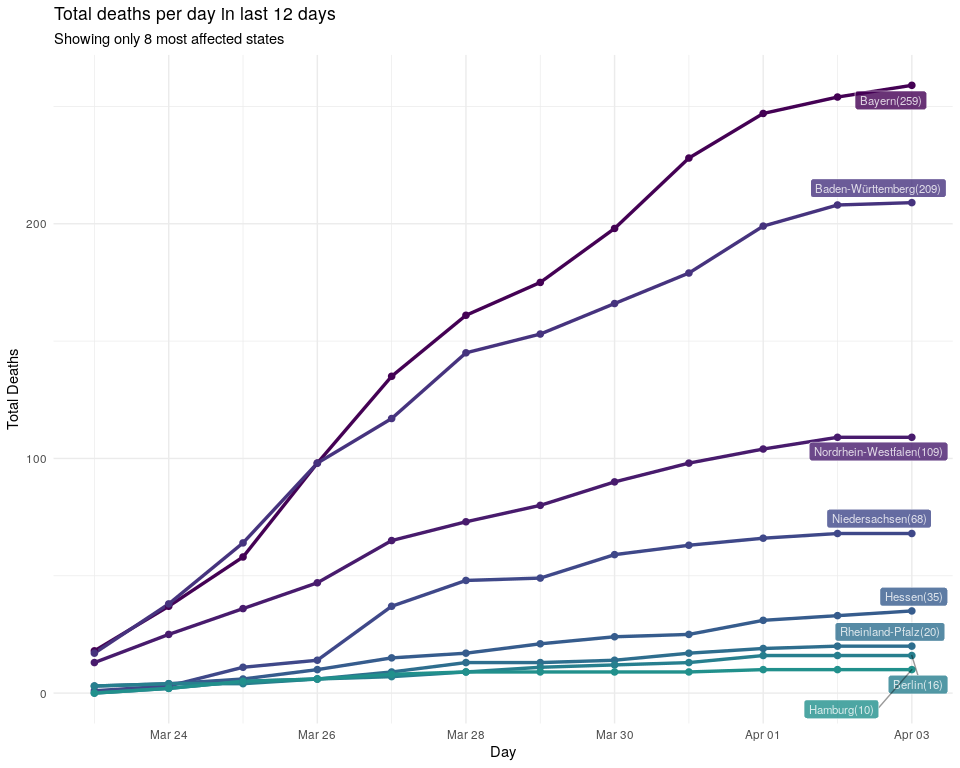 Total deaths per day in last 12 days
Showing only 8 most affected states
Total Deaths
200
100
0
Bayern(259)
Baden-Württemberg(209)
Nordrhein-Westfalen(109)
Niedersachsen(68)
Hessen(35)
Rheinland-Pfalz(20)
Berlin(16)
Hamburg(10)
Mar 24
Mar 26
Mar 28
Mar 30
Apr 01
Apr 03
Day